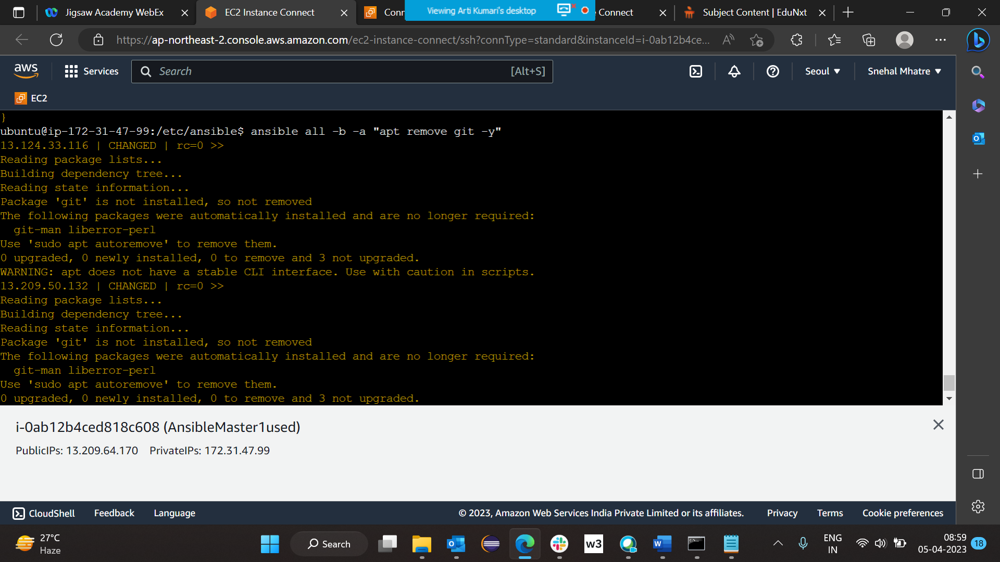 Jigsaw Academy WebEx
EC2 Instance Connect
Conn
Viewing Arti Kumari's desktop
Connect
Subject Content | EduNxt
https://ap-northeast-2.console.aws.amazon.com/ec2-instance-connect/ssh?connType=standard&instanceId=i-0ab12b4ce...
aws
Services
Search
[Alt+S]
Seoul
Snehal Mhatre
EC2
}
ubuntu@ip-172-31-47-99:/etc/ansible$ ansible all -b -a "apt remove git -y"
13.124.33.116 | CHANGED | rc=0 >>
Reading package lists...
Building dependency tree...
Reading state information...
Package 'git' is not installed, so not removed
The following packages were automatically installed and are no longer required:
git-man liberror-perl
Use 'sudo apt autoremove' to remove them.
0 upgraded, 0 newly installed, 0 to remove and 3 not upgraded.
WARNING: apt does not have a stable CLI interface. Use with caution in scripts.
13.209.50.132 | CHANGED | rc=0 >>
Reading package lists...
Building dependency tree...
Reading state information...
Package 'git' is not installed, so not removed
The following packages were automatically installed and are no longer required:
git-man liberror-perl
Use 'sudo apt autoremove' to remove them.
0 upgraded, 0 newly installed, 0 to remove and 3 not upgraded.
i-0ab12b4ced818c608 (AnsibleMaster1used)
PublicIPs: 13.209.64.170 PrivateIPs: 172.31.47.99
CloudShell
Feedback
Language
© 2023, Amazon Web Services India Private Limited or its affiliates.
Privacy
Terms
Cookie preferences
27°C
Haze
Search
w3
ENG
IN
08:59
05-04-2023
18